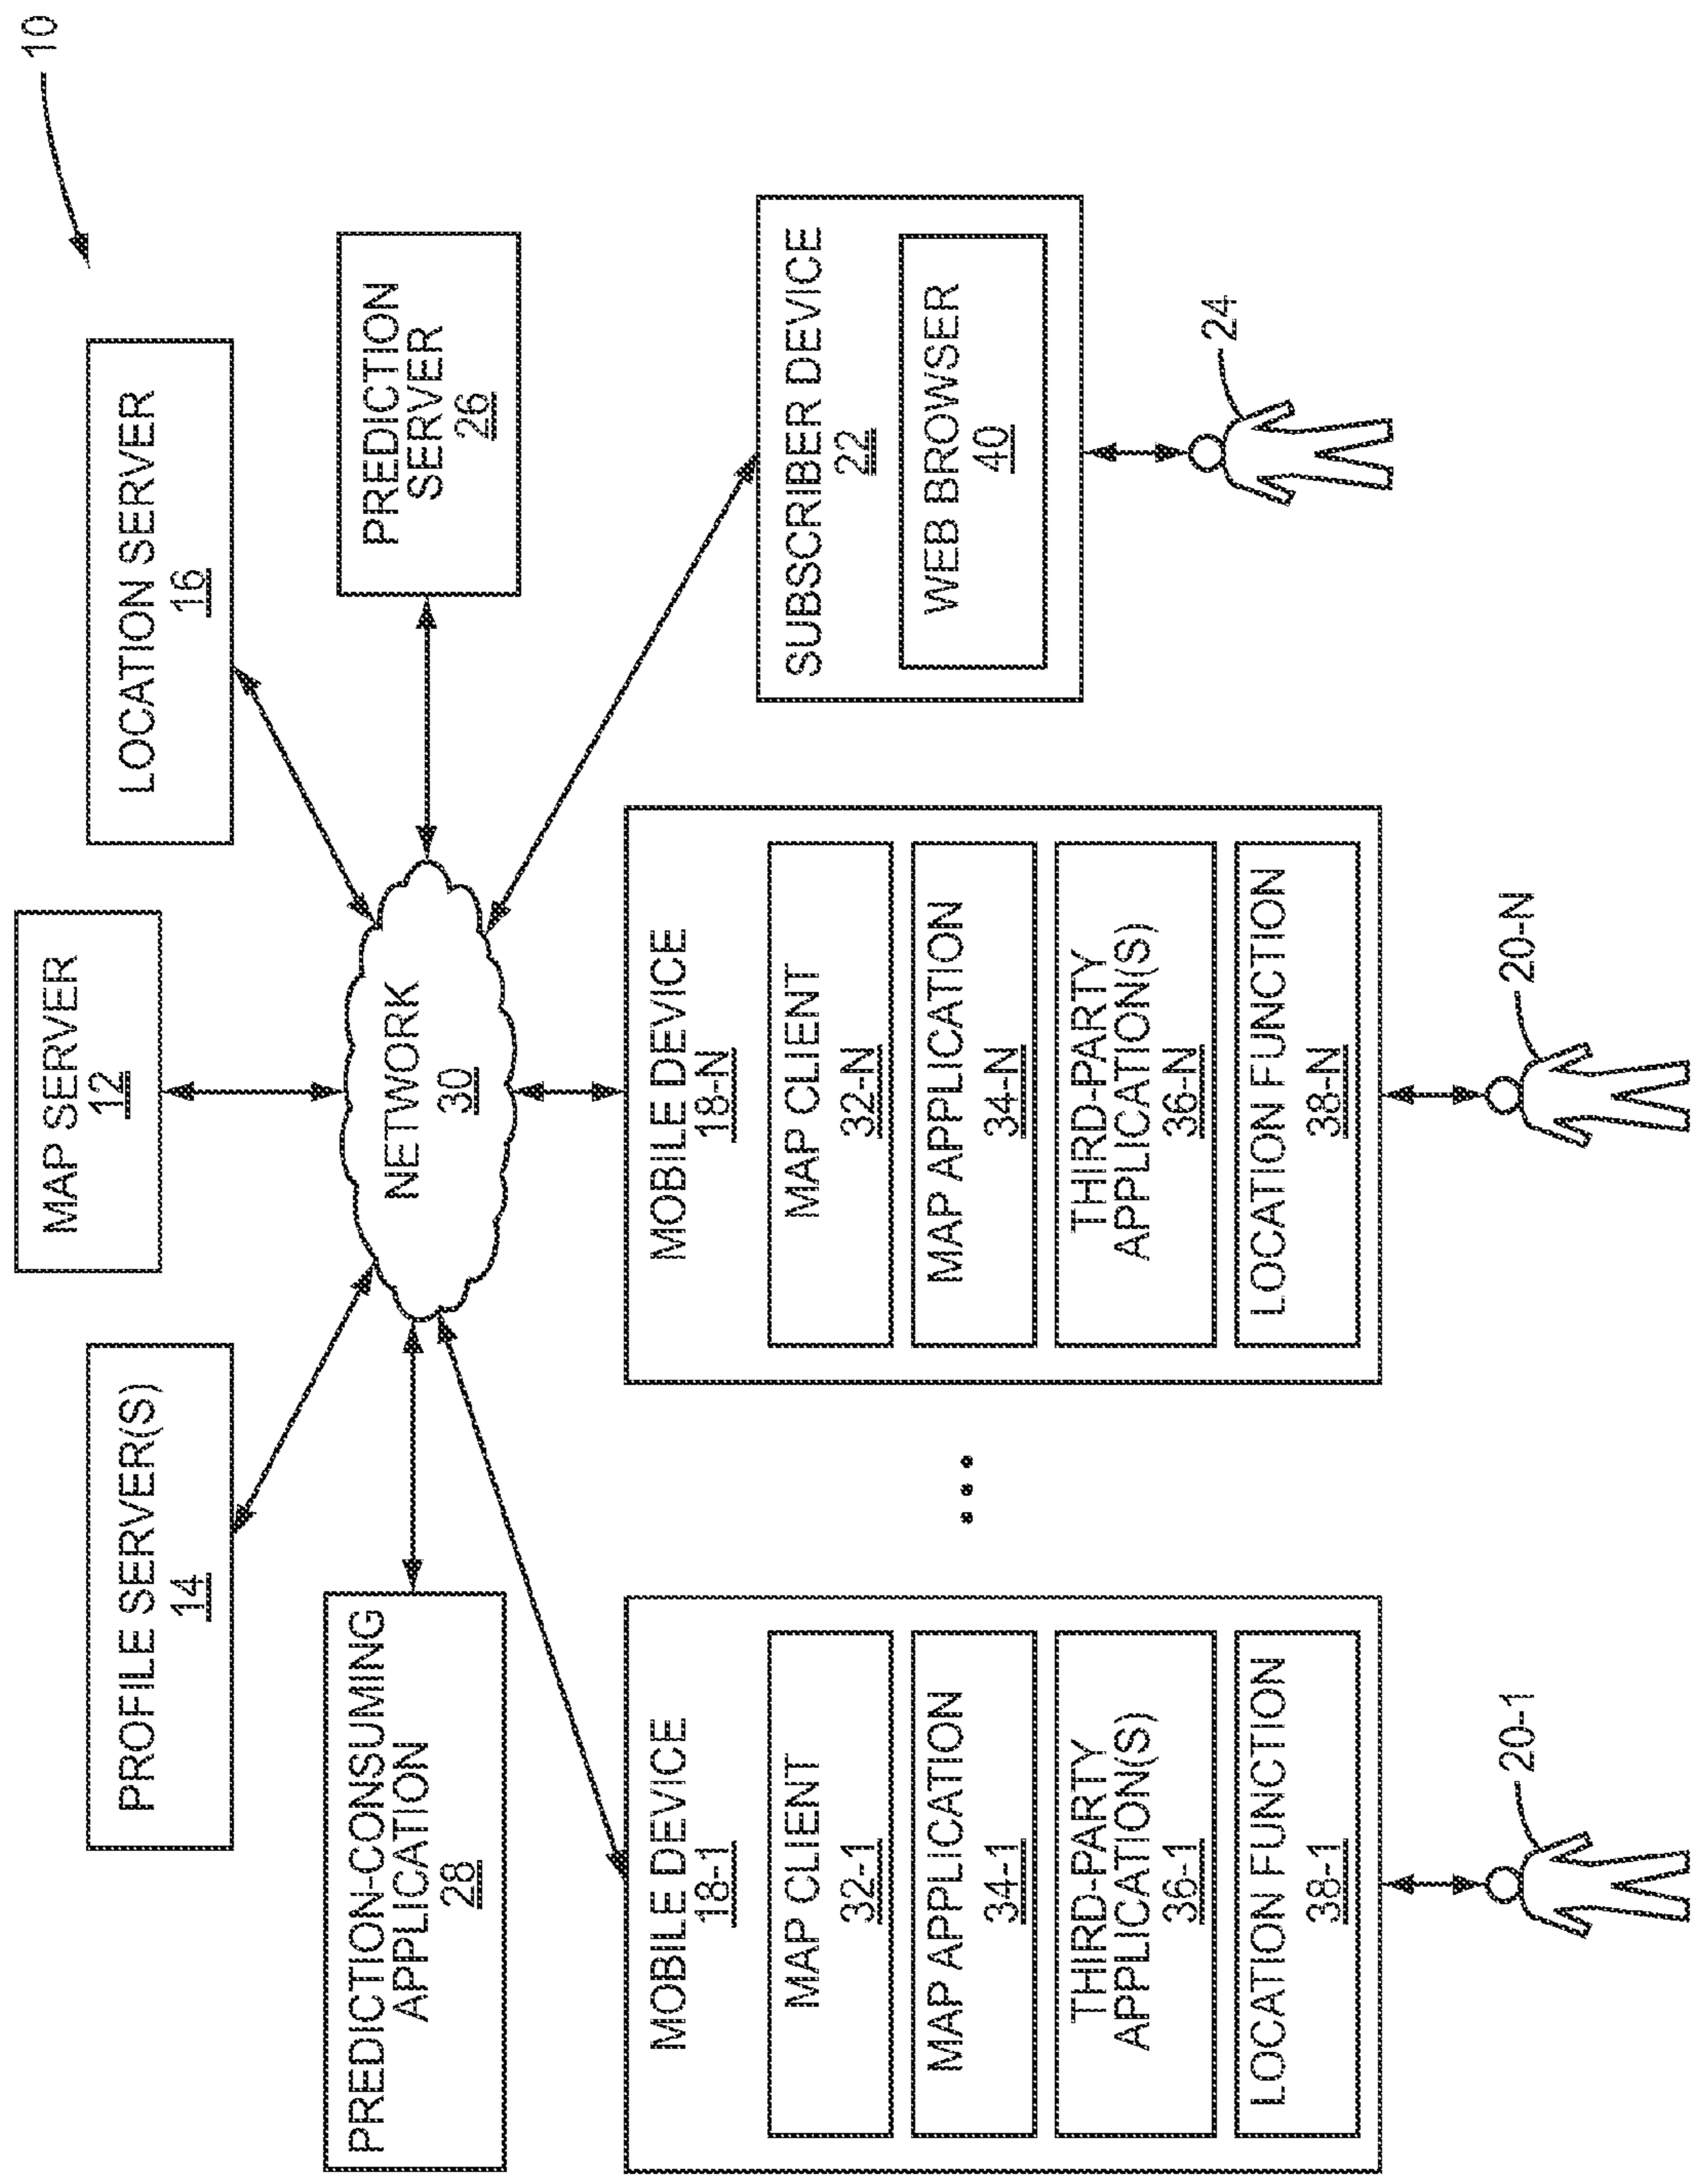 10
MAP SERVER
12
PROFILE SERVER(S)
14
LOCATION SERVER
16
PREDICTION-CONSUMING
APPLICATION
28
NETWORK
30
PREDICTION
SERVER
26
MOBILE DEVICE
18-1
MAP CLIENT
32-1
MAP APPLICATION
34-1
THIRD-PARTY
APPLICATION(S)
36-1
LOCATION FUNCTION
38-1
20-1
MOBILE DEVICE
18-N
MAP CLIENT
32-N
MAP APPLICATION
34-N
THIRD-PARTY
APPLICATION(S)
36-N
LOCATION FUNCTION
38-N
20-N
SUBSCRIBER DEVICE
22
WEB BROWSER
40
24